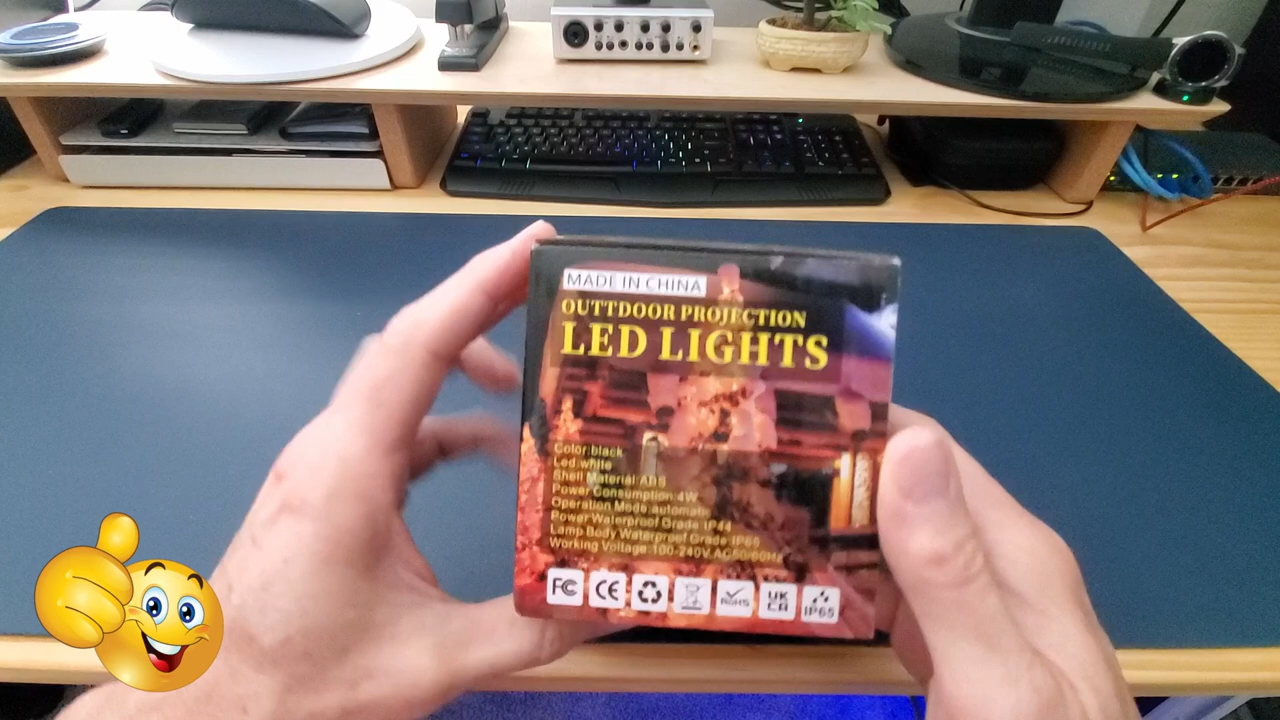 MADE IN CHINA
OUTTDOOR PROJECTION
LED LIGHTS
Color:black
Led:white
Shell Material:ABS
Power Consumption:4W
Operation Mode:automatic
Power Waterproof Grade:IP44
Lamp Body Waterproof Grade:IP65
Working Voltage:100-240V AC50/60Hz
FC CE RoHS UK CA IP65